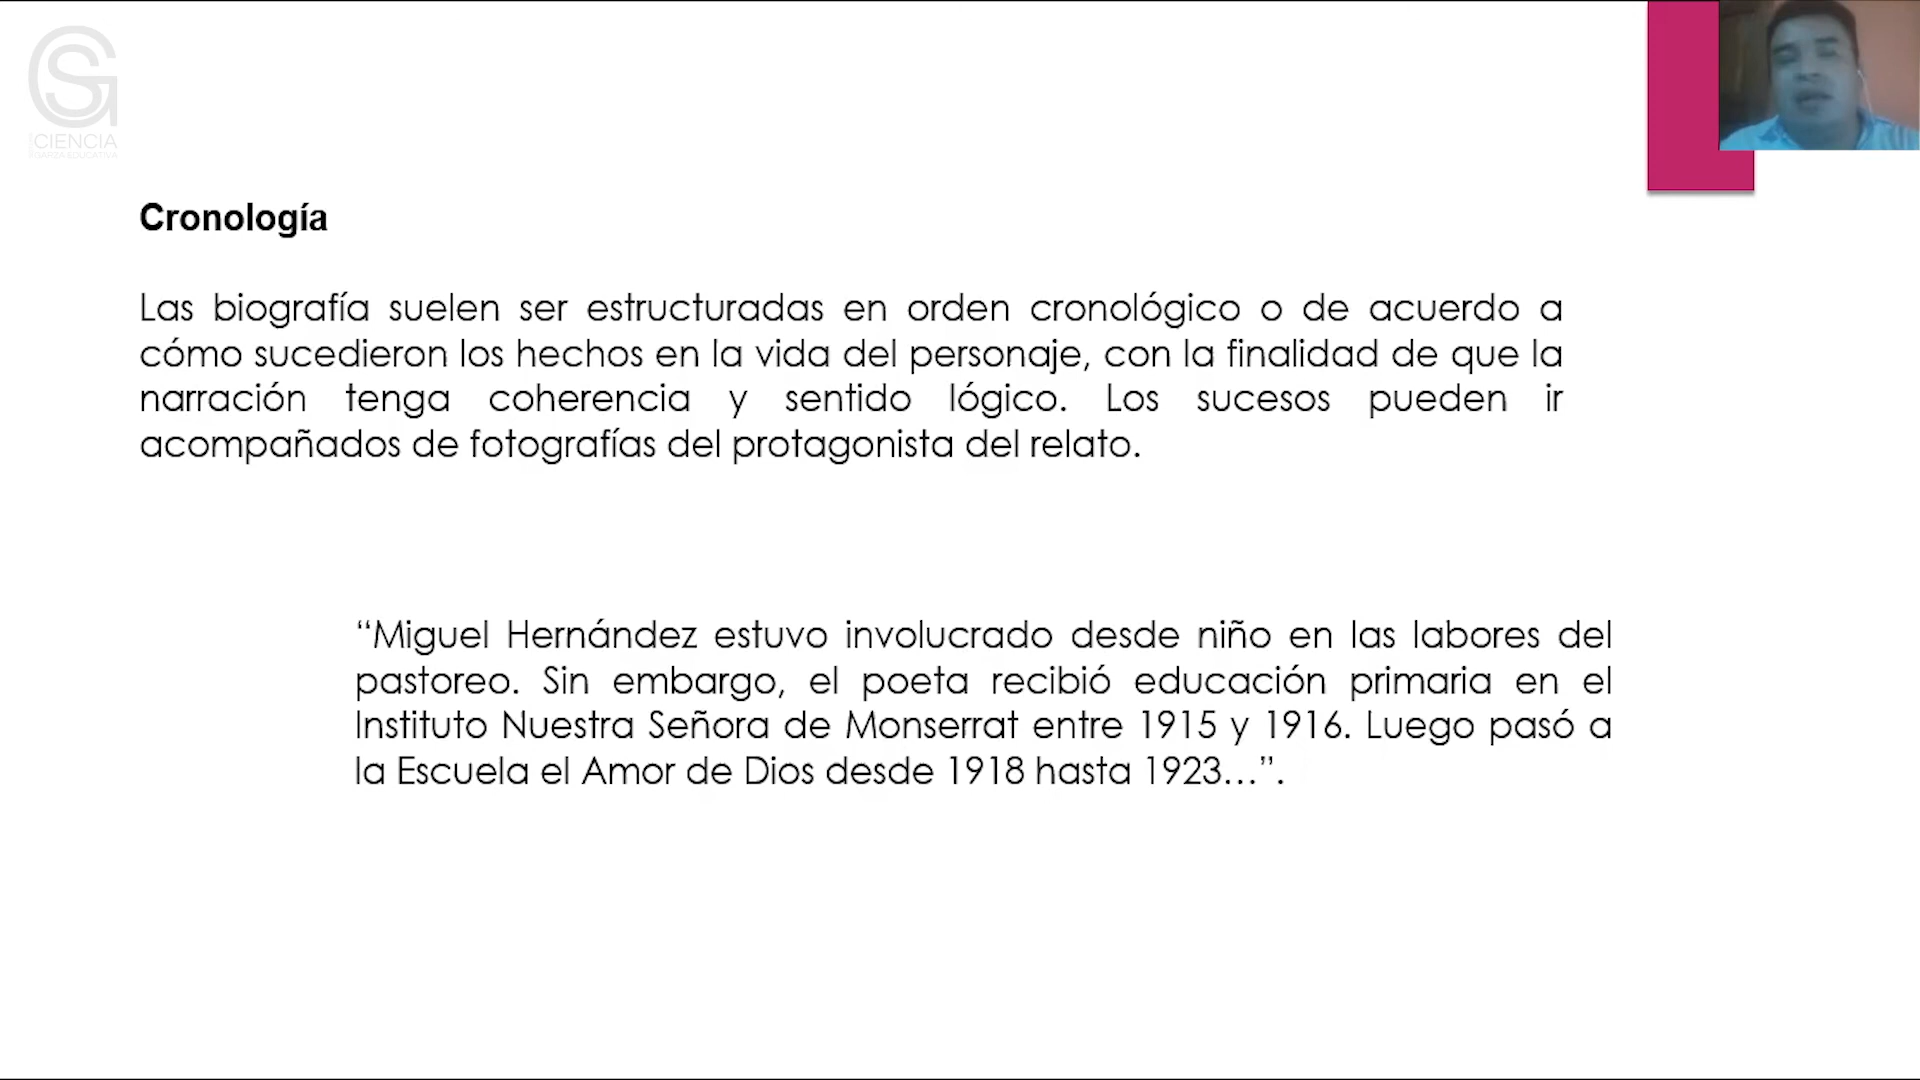 CIENCIA
GARZA EDUCATIVA
Cronología
Las biografía suelen ser estructuradas en orden cronológico o de acuerdo a
cómo sucedieron los hechos en la vida del personaje, con la finalidad de que la
narración tenga coherencia y sentido lógico. Los sucesos pueden ir
acompañados de fotografías del protagonista del relato.
“Miguel Hernández estuvo involucrado desde niño en las labores del
pastoreo. Sin embargo, el poeta recibió educación primaria en el
Instituto Nuestra Señora de Monserrat entre 1915 y 1916. Luego pasó a
la Escuela el Amor de Dios desde 1918 hasta 1923…”.